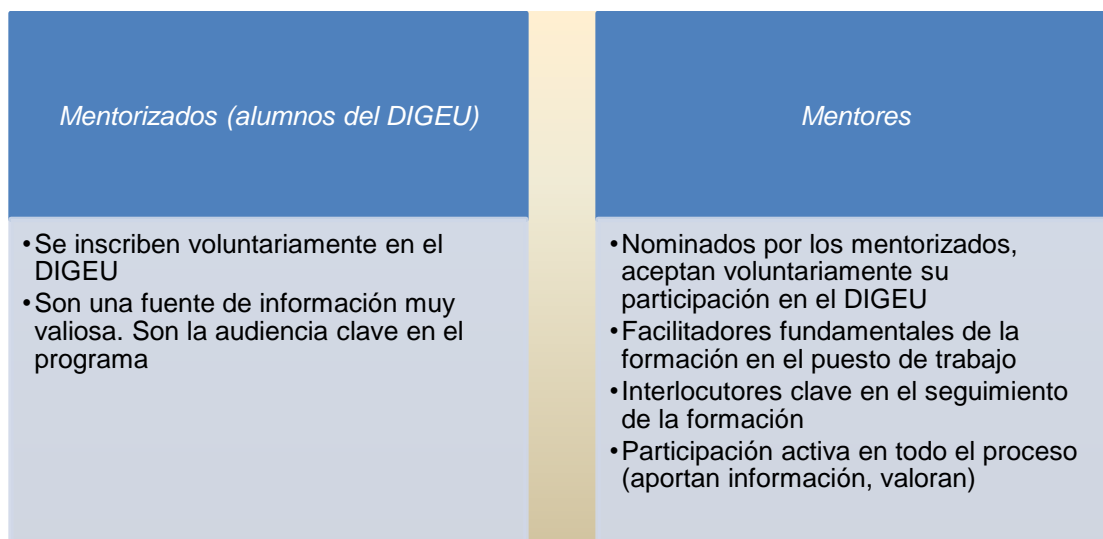 Mentorizados (alumnos del DIGEU)
•Se inscriben voluntariamente en el
DIGEU
•Son una fuente de información muy
valiosa. Son la audiencia clave en el
programa
Mentores
•Nominados por los mentorizados,
aceptan voluntariamente su
participación en el DIGEU
•Facilitadores fundamentales de la
formación en el puesto de trabajo
•Interlocutores clave en el seguimiento
de la formación
•Participación activa en todo el proceso
(aportan información, valoran)